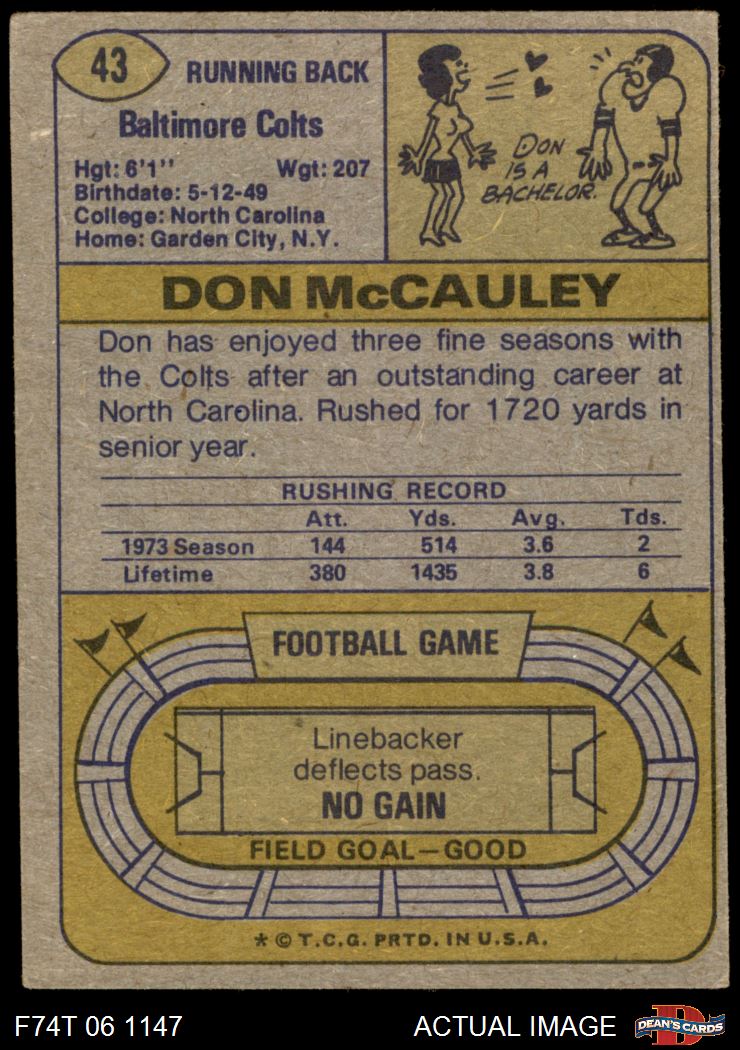 43
RUNNING BACK
Baltimore Colts
Hgt: 6'1'' Wgt: 207
Birthdate: 5-12-49
College: North Carolina
Home: Garden City, N.Y.
DON
IS A
BACHELOR.
DON McCAULEY
Don has enjoyed three fine seasons with
the Colts after an outstanding career at
North Carolina. Rushed for 1720 yards in
senior year.
RUSHING RECORD
Att. Yds. Avg. Tds.
1973 Season 144 514 3.6 2
Lifetime 380 1435 3.8 6
FOOTBALL GAME
Linebacker
deflects pass.
NO GAIN
FIELD GOAL—GOOD
* © T.C.G. PRTD. IN U.S.A.
F74T 06 1147 ACTUAL IMAGE
D
DEAN'S CARDS